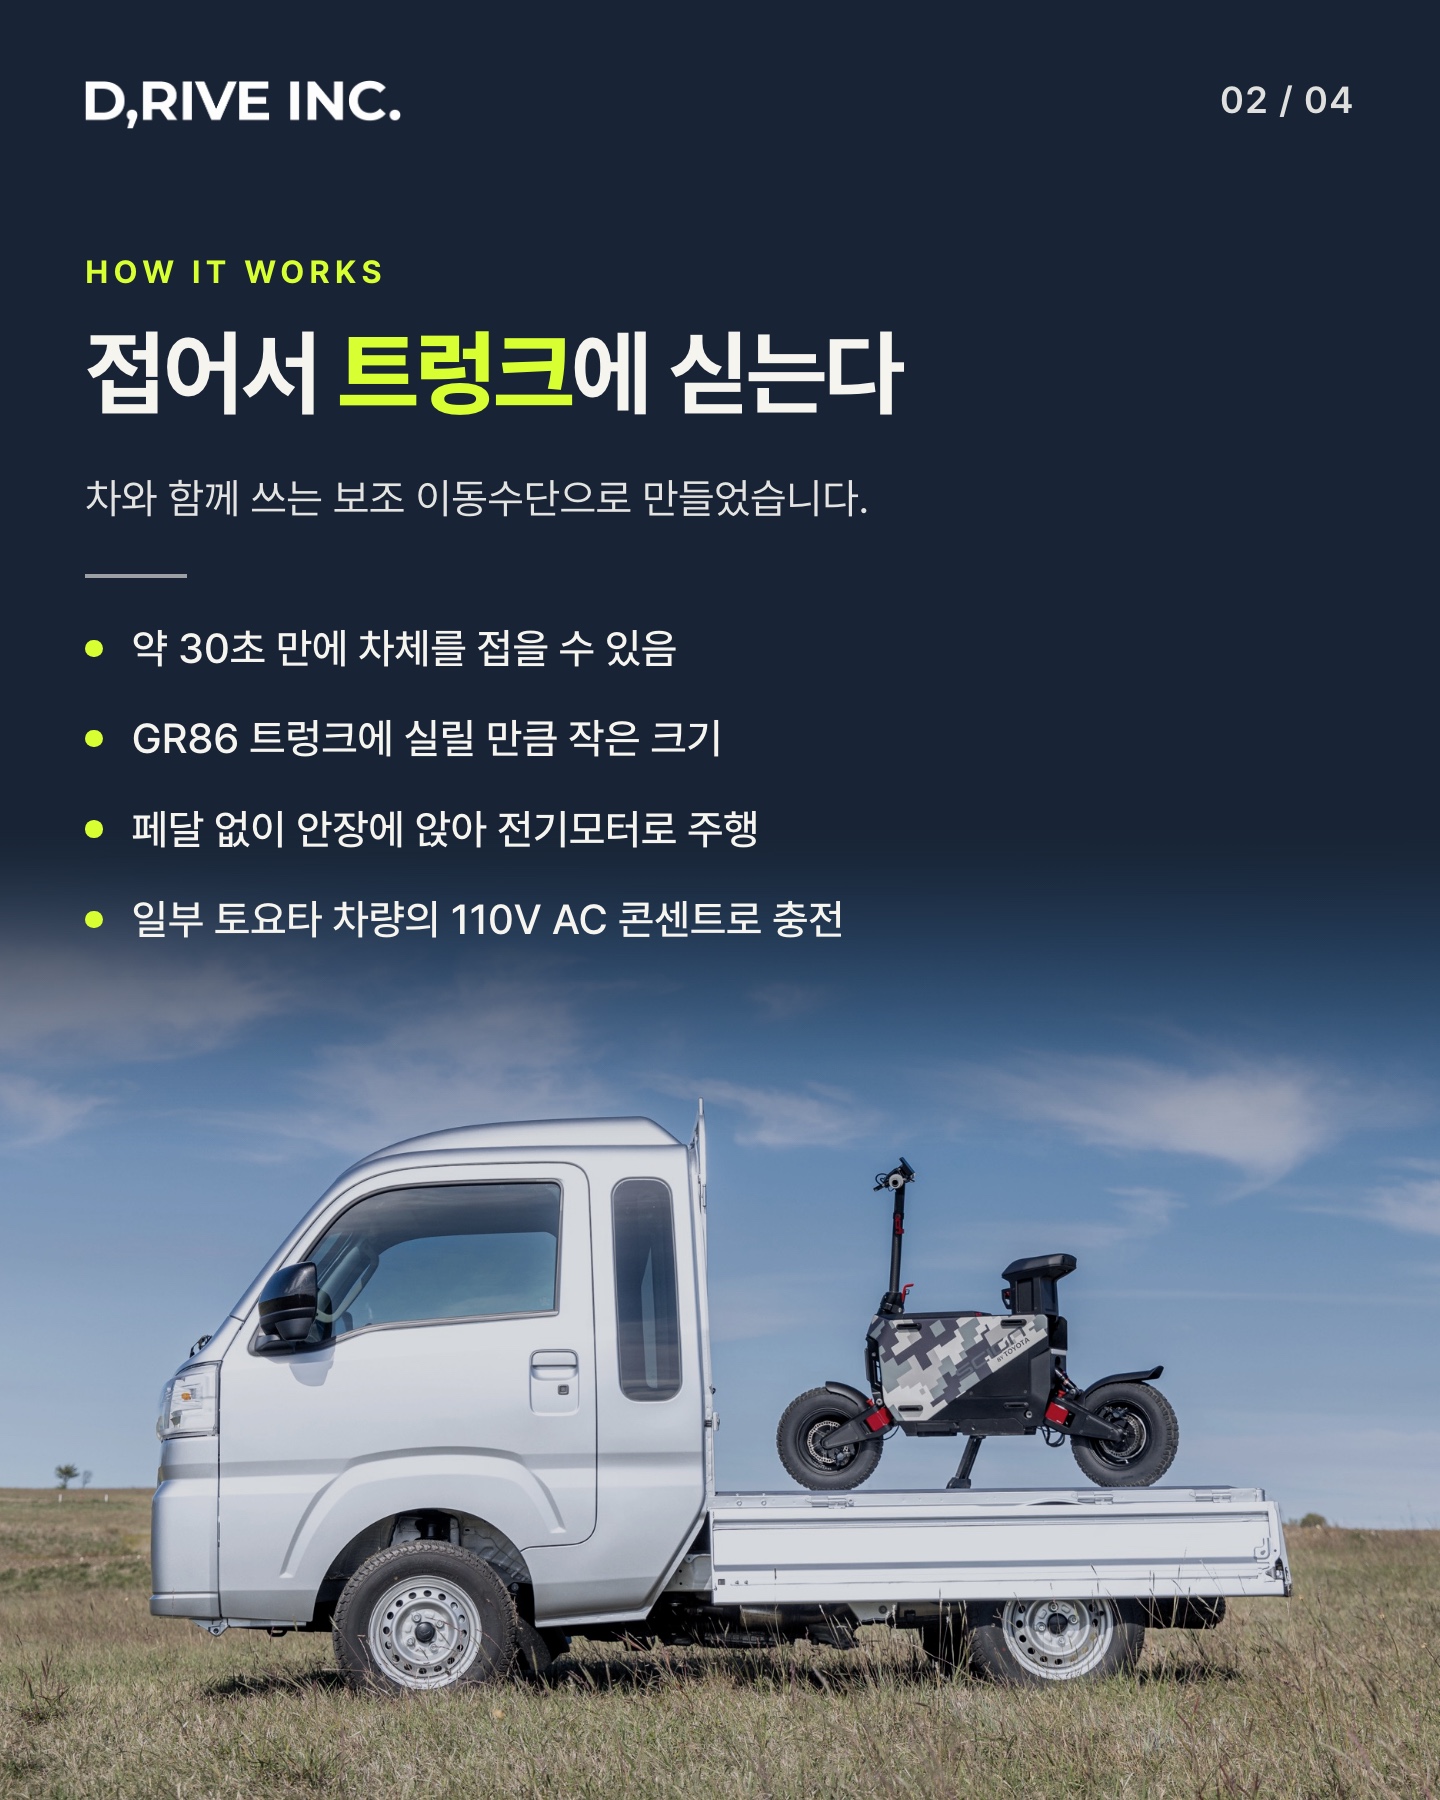 D,RIVE INC.
02 / 04
HOW IT WORKS
접어서 트렁크에 싣는다
차와 함께 쓰는 보조 이동수단으로 만들었습니다.
약 30초 만에 차체를 접을 수 있음
GR86 트렁크에 실릴 만큼 작은 크기
페달 없이 안장에 앉아 전기모터로 주행
일부 토요타 차량의 110V AC 콘센트로 충전
BY TOYOTA